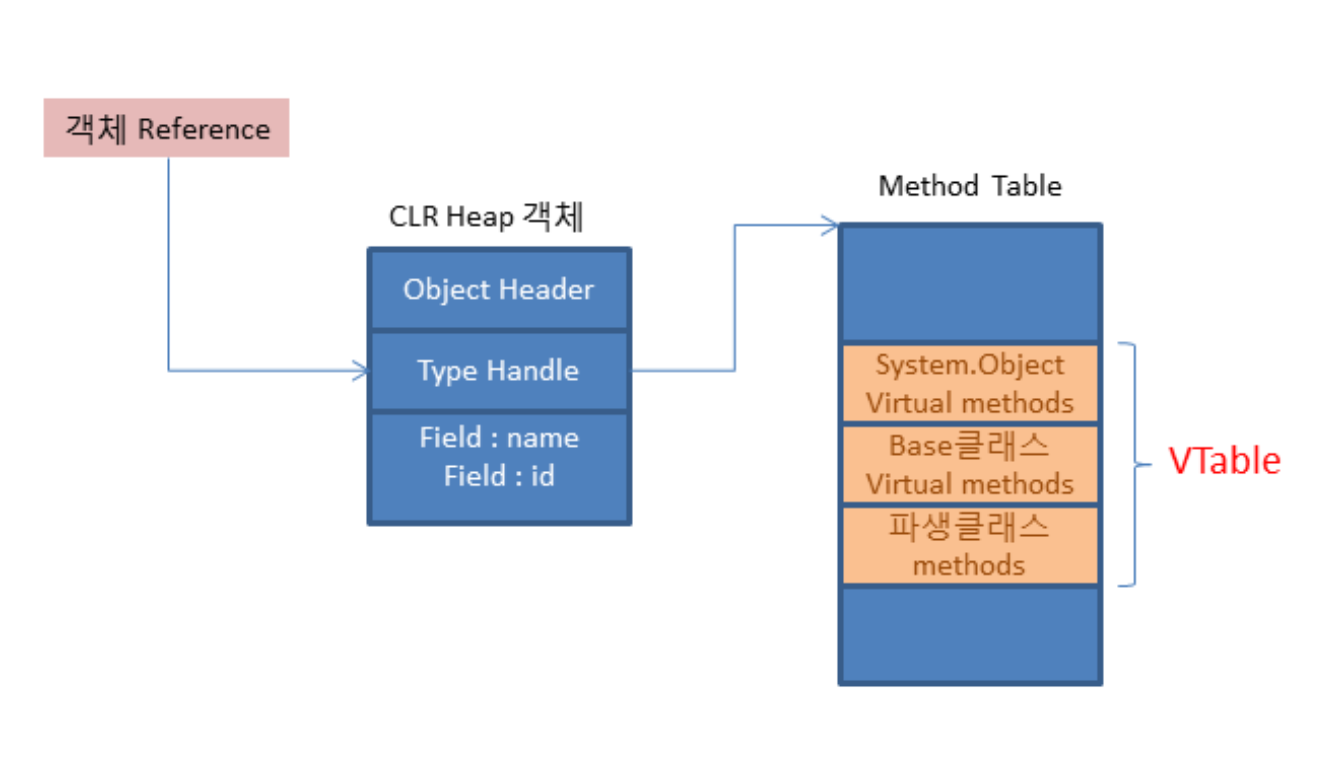 객체 Reference
CLR Heap 객체
Object Header
Type Handle
Field : name
Field : id
Method Table
System.Object
Virtual methods
Base클래스
Virtual methods
파생클래스
methods
VTable